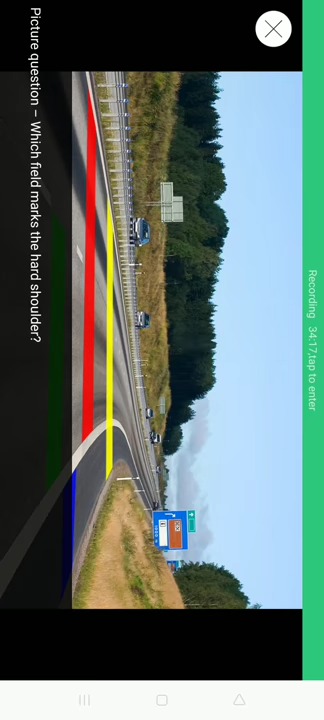 Recording 34:17,tap to enter
Picture question – Which field marks the hard shoulder?